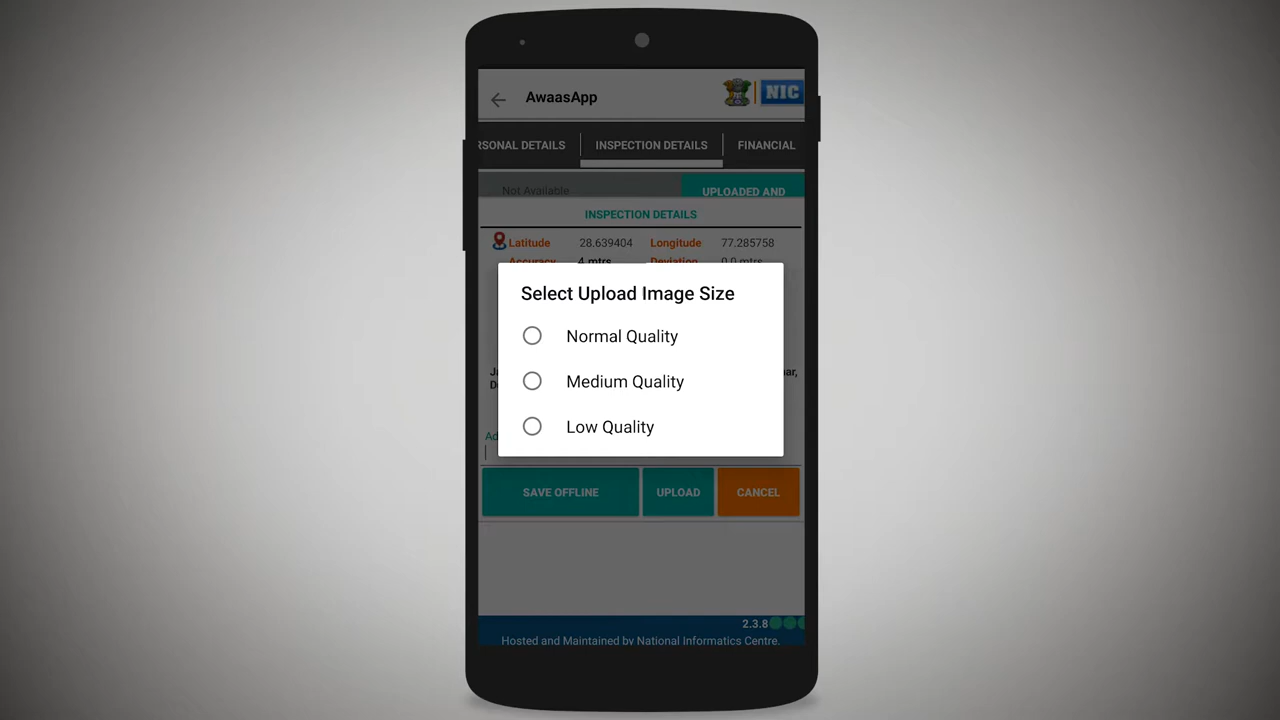 AwaasApp
NIC
RSONAL DETAILS INSPECTION DETAILS FINANCIAL
Not Available UPLOADED AND
INSPECTION DETAILS
Latitude 28.639404 Longitude 77.285758
Accuracy 4 mtrs Deviation 0.0 mtrs
Select Upload Image Size
Normal Quality
Medium Quality
Low Quality
Ad
SAVE OFFLINE UPLOAD CANCEL
2.3.8
Hosted and Maintained by National Informatics Centre.